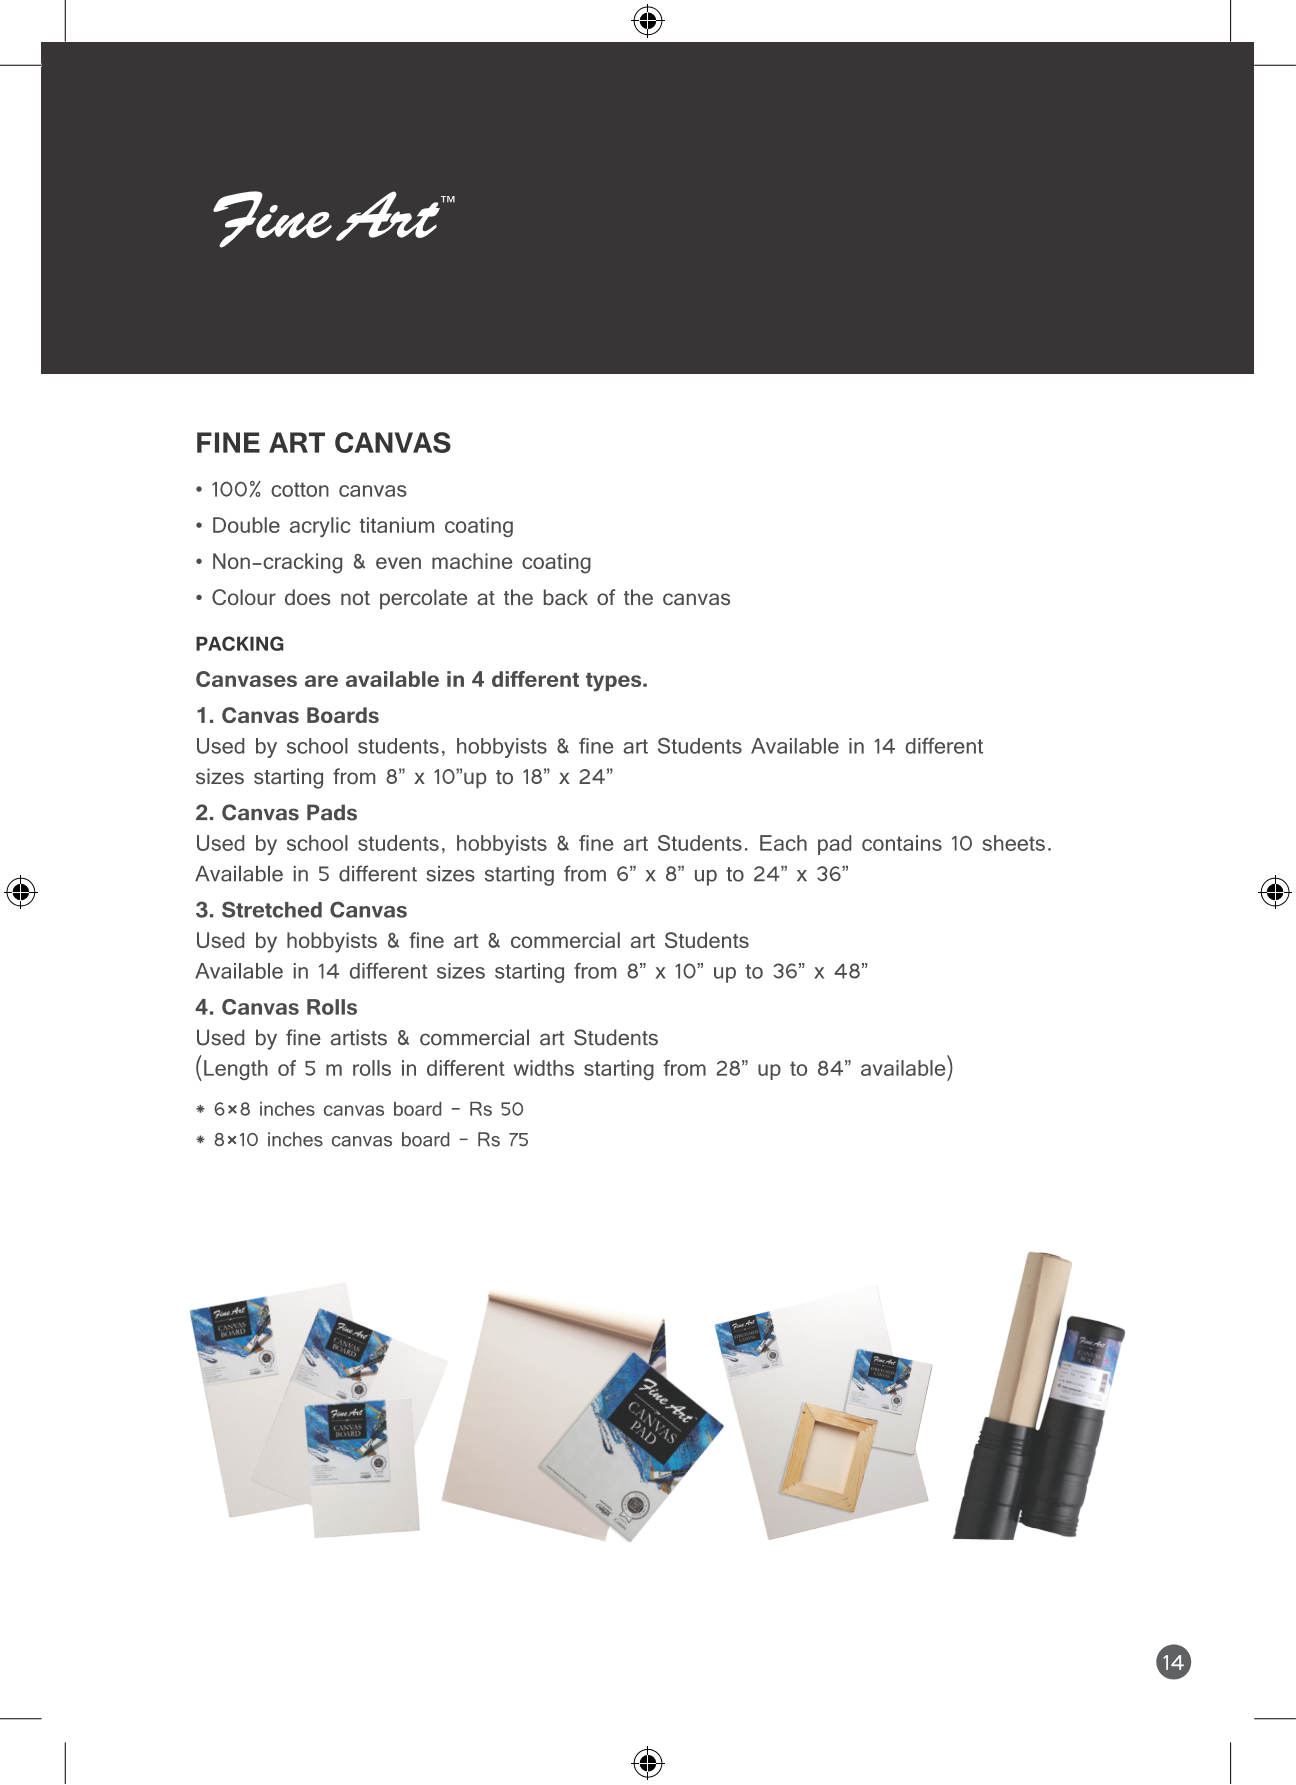 Fine Art™
FINE ART CANVAS
• 100% cotton canvas
• Double acrylic titanium coating
• Non-cracking & even machine coating
• Colour does not percolate at the back of the canvas
PACKING
Canvases are available in 4 different types.
1. Canvas Boards
Used by school students, hobbyists & fine art Students Available in 14 different
sizes starting from 8” x 10”up to 18” x 24”
2. Canvas Pads
Used by school students, hobbyists & fine art Students. Each pad contains 10 sheets.
Available in 5 different sizes starting from 6” x 8” up to 24” x 36”
3. Stretched Canvas
Used by hobbyists & fine art & commercial art Students
Available in 14 different sizes starting from 8” x 10” up to 36” x 48”
4. Canvas Rolls
Used by fine artists & commercial art Students
(Length of 5 m rolls in different widths starting from 28” up to 84” available)
* 6×8 inches canvas board - Rs 50
* 8×10 inches canvas board - Rs 75
Fine Art
CANVAS
BOARD
Fine Art
CANVAS
BOARD
Fine Art
CANVAS
BOARD
Fine Art
CANVAS
PAD
Fine Art
STRETCHED
CANVAS
Fine Art
STRETCHED
CANVAS
Fine Art
CANVAS
ROLL
14